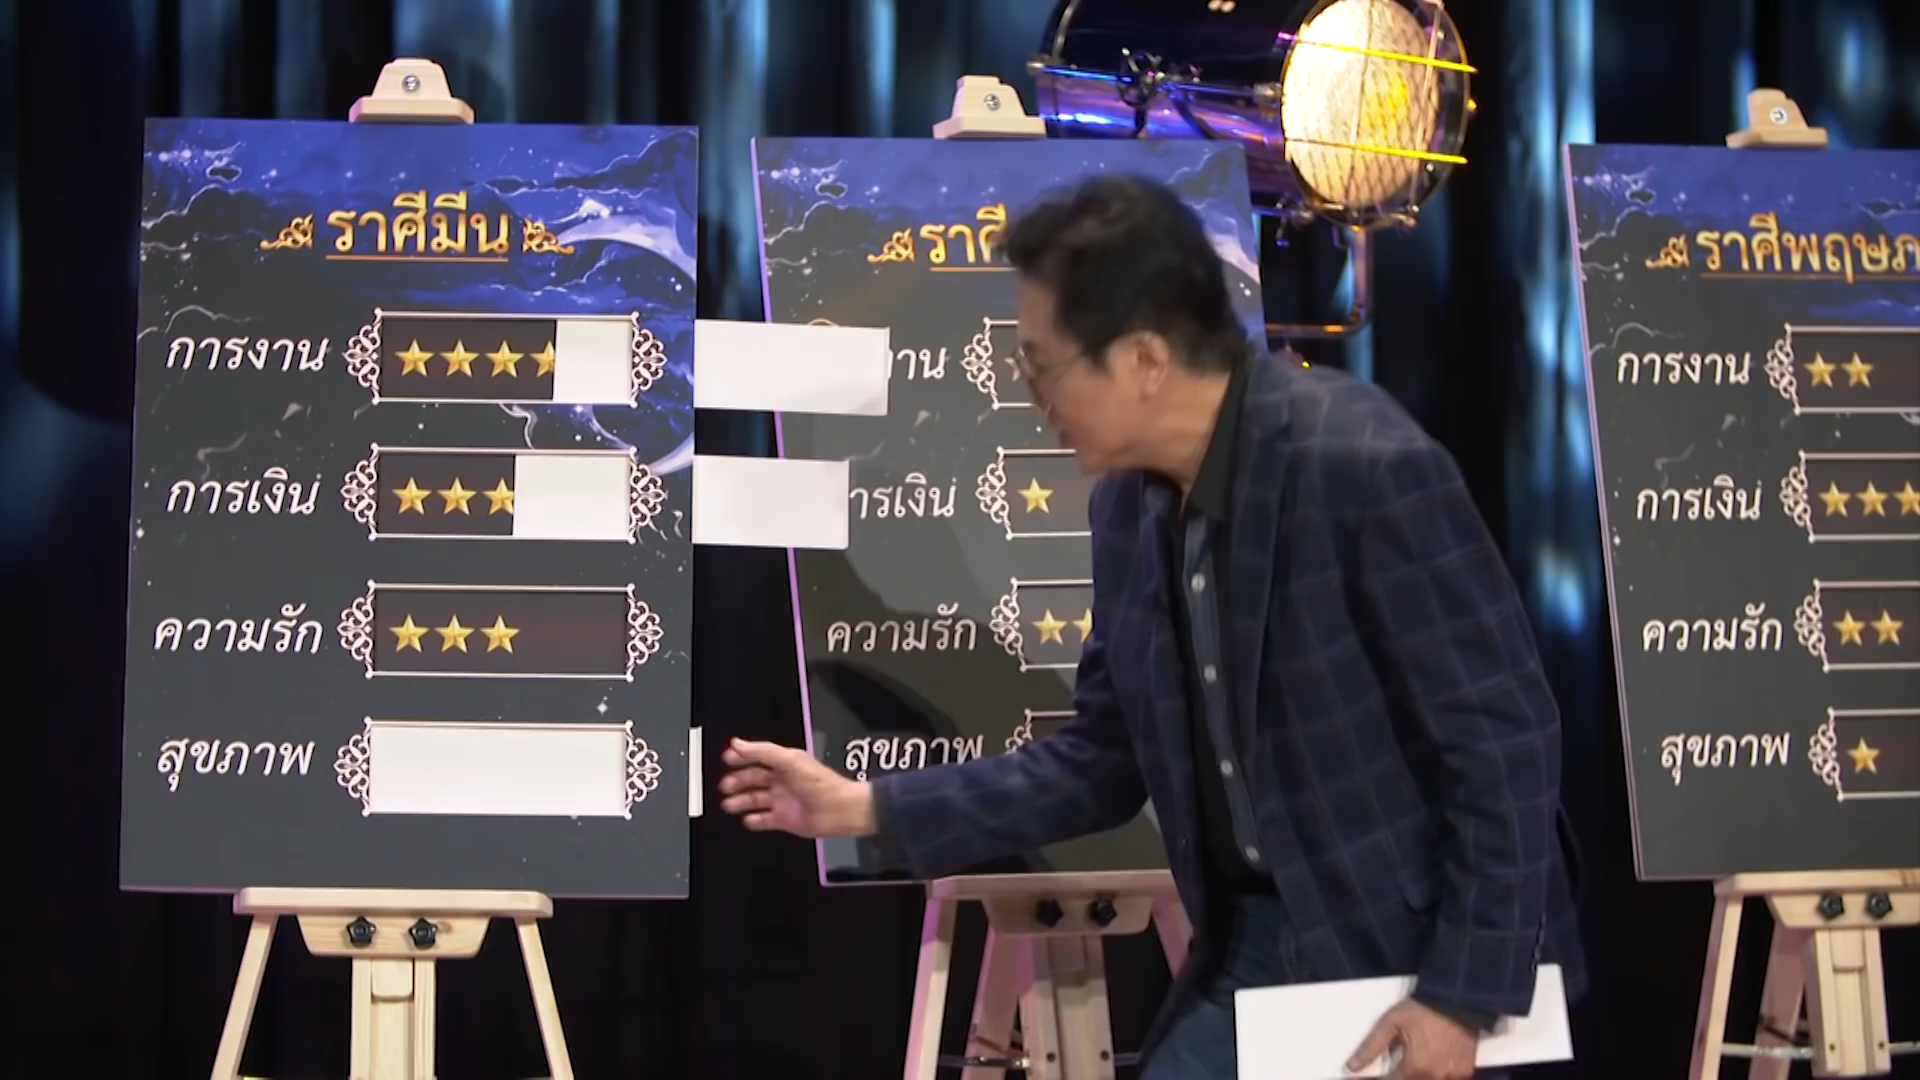 ราศีมีน
การงาน
การเงิน
ความรัก
สุขภาพ
การเงิน
ความรัก
สุขภาพ
การงาน
การเงิน
ความรัก
สุขภาพ